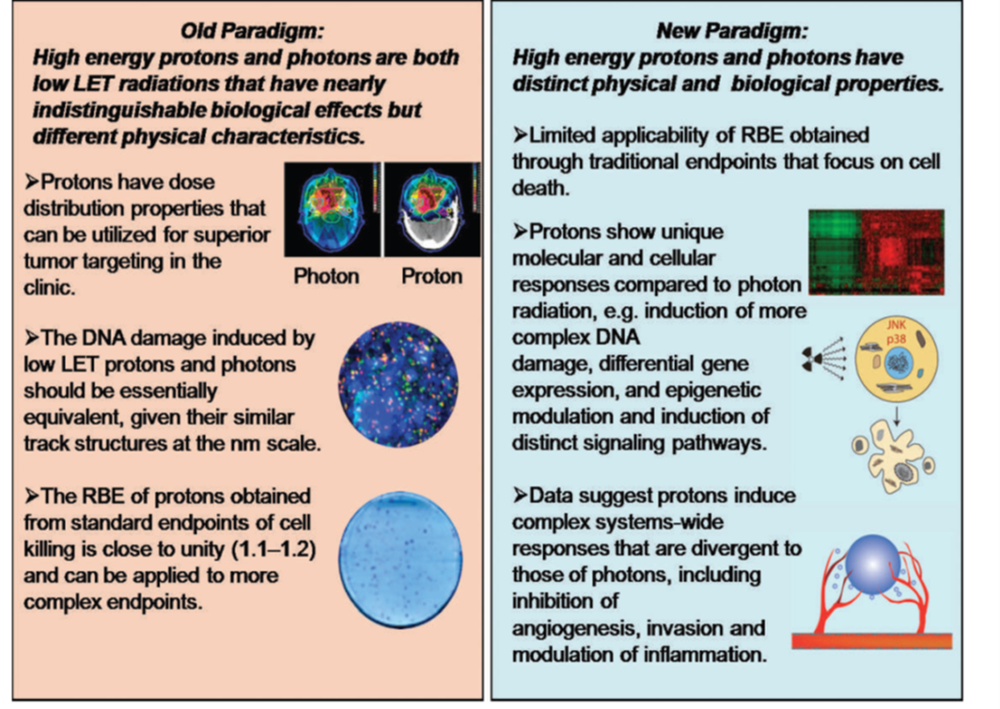 Old Paradigm:
High energy protons and photons are both
low LET radiations that have nearly
indistinguishable biological effects but
different physical characteristics.
➢Protons have dose
distribution properties that
can be utilized for superior
tumor targeting in the
clinic.
Photon
Proton
➢The DNA damage induced by
low LET protons and photons
should be essentially
equivalent, given their similar
track structures at the nm scale.
➢The RBE of protons obtained
from standard endpoints of cell
killing is close to unity (1.1–1.2)
and can be applied to more
complex endpoints.
New Paradigm:
High energy protons and photons have
distinct physical and biological properties.
➢Limited applicability of RBE obtained
through traditional endpoints that focus on cell
death.
➢Protons show unique
molecular and cellular
responses compared to photon
radiation, e.g. induction of more
complex DNA
damage, differential gene
expression, and epigenetic
modulation and induction of
distinct signaling pathways.
JNK
p38
➢Data suggest protons induce
complex systems-wide
responses that are divergent to
those of photons, including
inhibition of
angiogenesis, invasion and
modulation of inflammation.